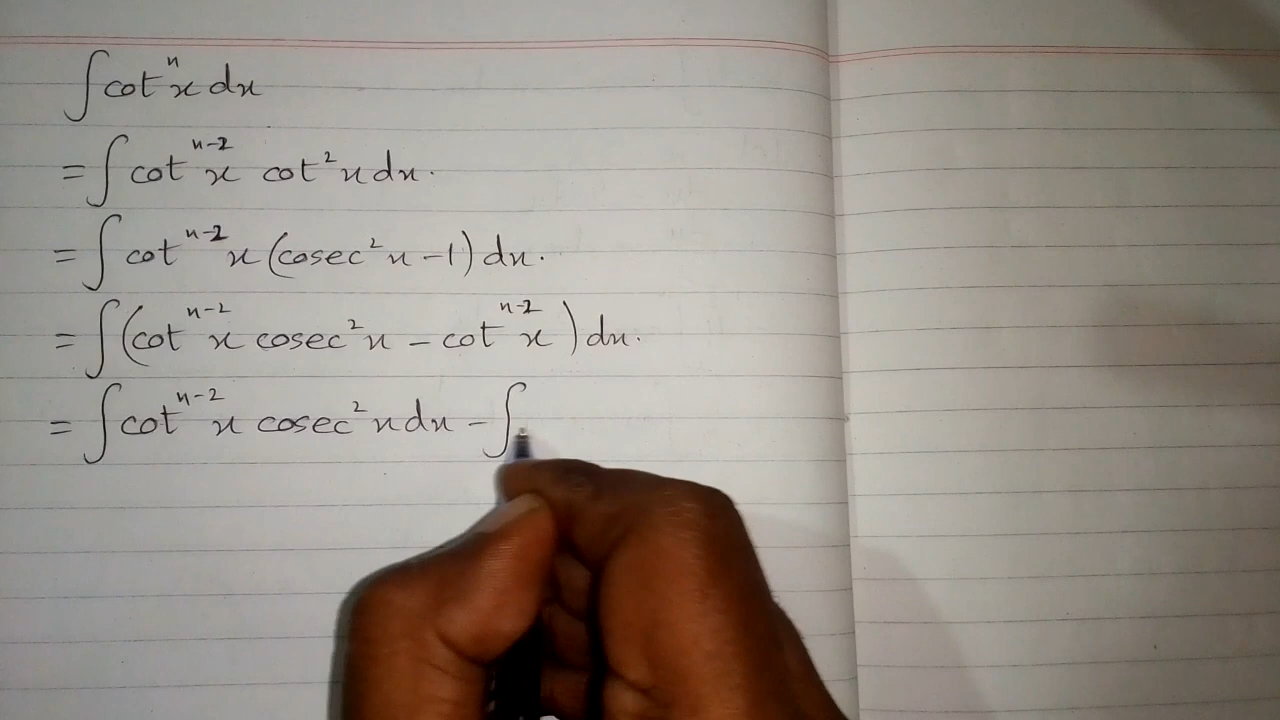 ∫cotⁿx dx
= ∫ cotⁿ⁻²x cot²x dx.
= ∫ cotⁿ⁻²x (cosec²x - 1) dx.
= ∫ (cotⁿ⁻²x cosec²x - cotⁿ⁻²x) dx.
= ∫ cotⁿ⁻²x cosec²x dx - ∫